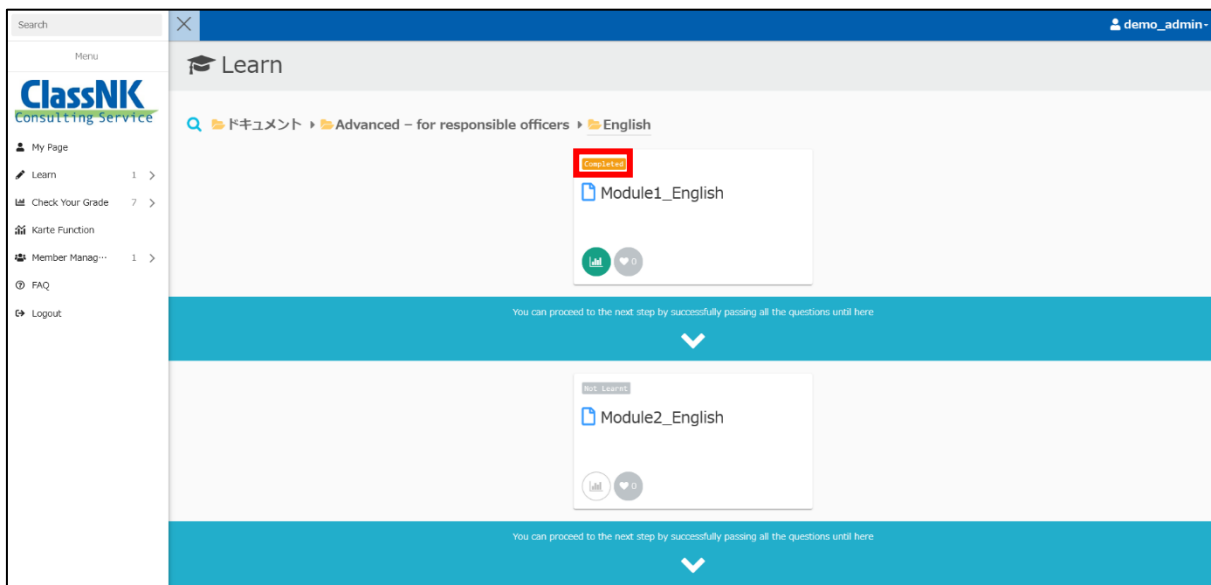 Search
demo_admin
Menu
Learn
ClassNK
Consulting Service
ドキュメント Advanced – for responsible officers English
My Page
Learn 1
Check Your Grade 7
Karte Function
Member Manag… 1
FAQ
Logout
Completed
Module1_English
0
You can proceed to the next step by successfully passing all the questions until here
Not Learnt
Module2_English
0
You can proceed to the next step by successfully passing all the questions until here